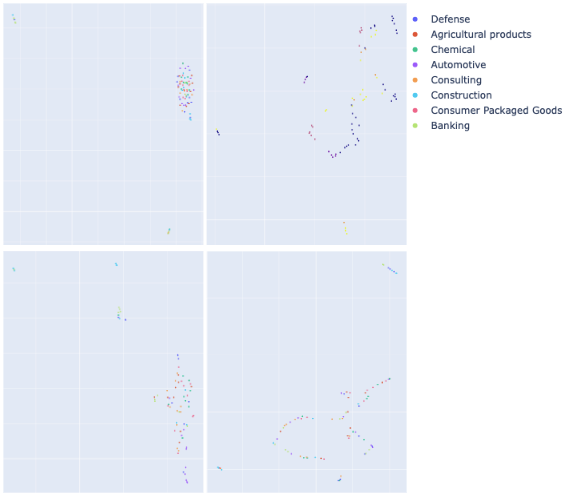 Defense
Agricultural products
Chemical
Automotive
Consulting
Construction
Consumer Packaged Goods
Banking